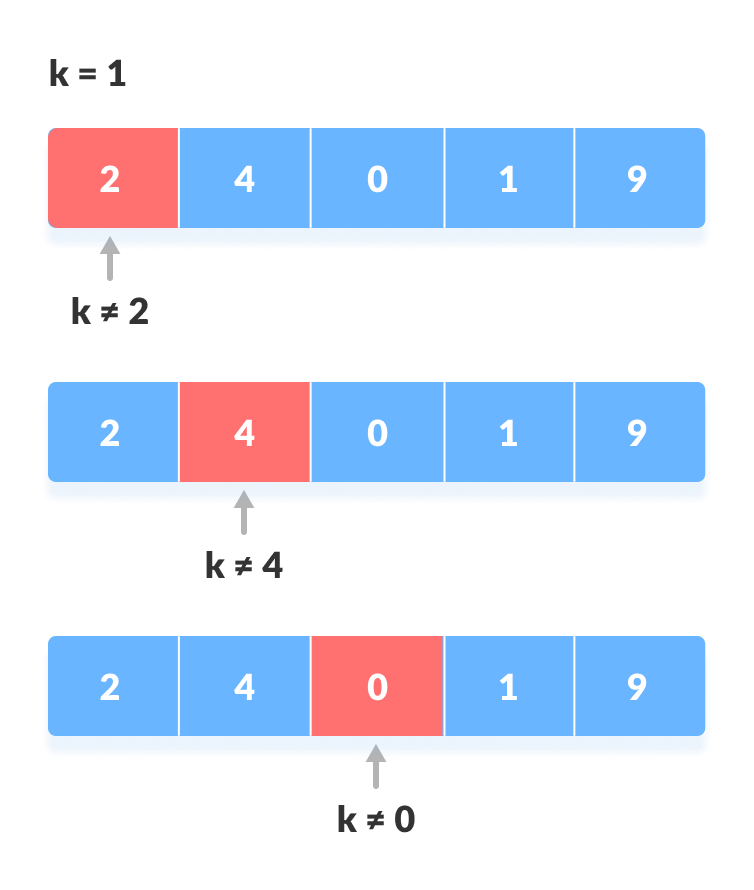 k = 1
2 4 0 1 9
k ≠ 2
2 4 0 1 9
k ≠ 4
2 4 0 1 9
k ≠ 0